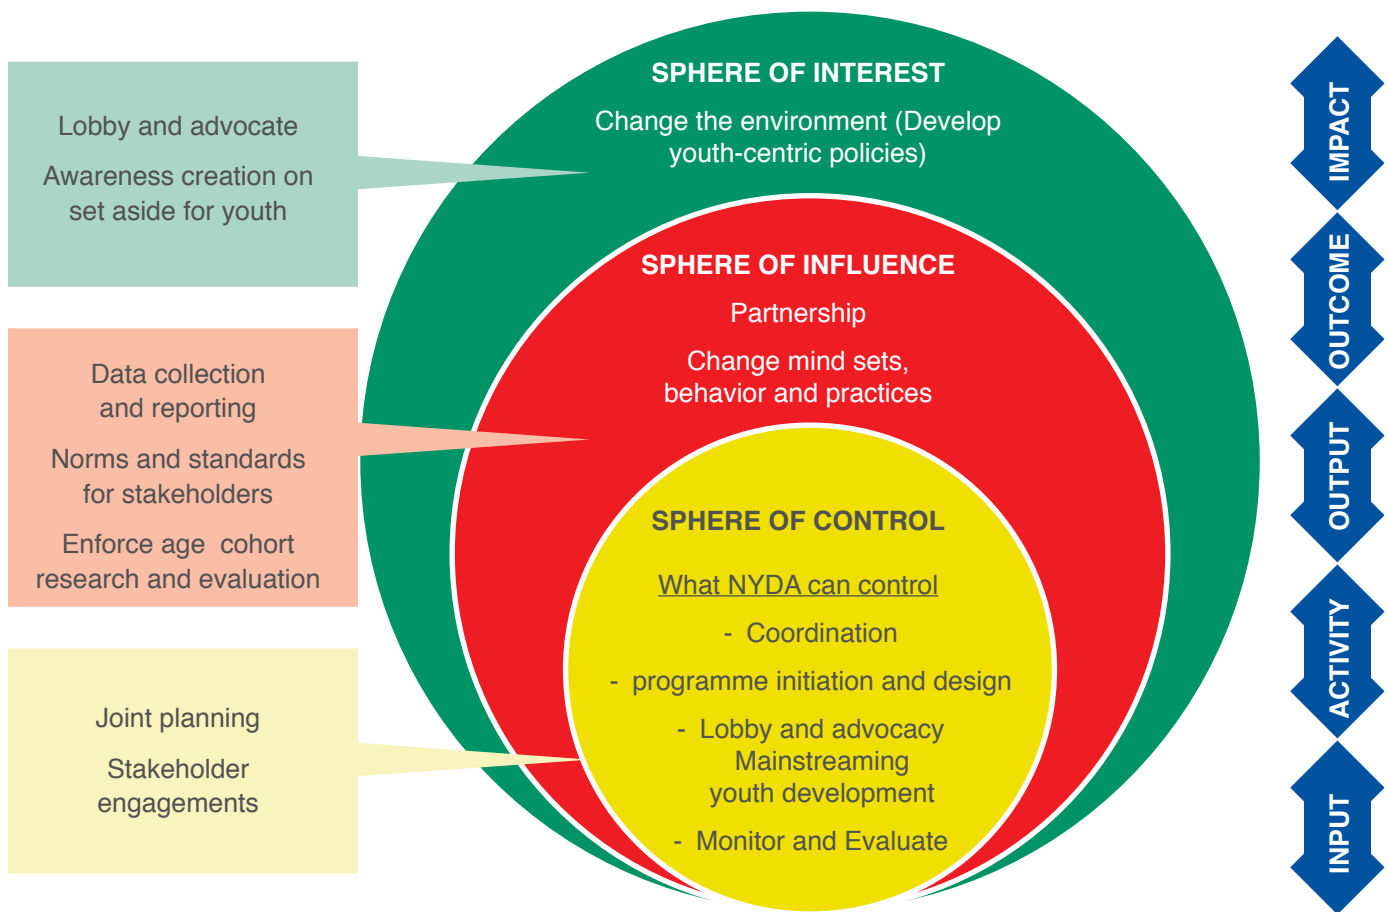 Lobby and advocate
Awareness creation on
set aside for youth
Data collection
and reporting
Norms and standards
for stakeholders
Enforce age cohort
research and evaluation
Joint planning
Stakeholder
engagements
SPHERE OF INTEREST
Change the environment (Develop
youth-centric policies)
SPHERE OF INFLUENCE
Partnership
Change mind sets,
behavior and practices
SPHERE OF CONTROL
What NYDA can control
- Coordination
- programme initiation and design
- Lobby and advocacy
Mainstreaming
youth development
- Monitor and Evaluate
IMPACT
OUTCOME
OUTPUT
ACTIVITY
INPUT